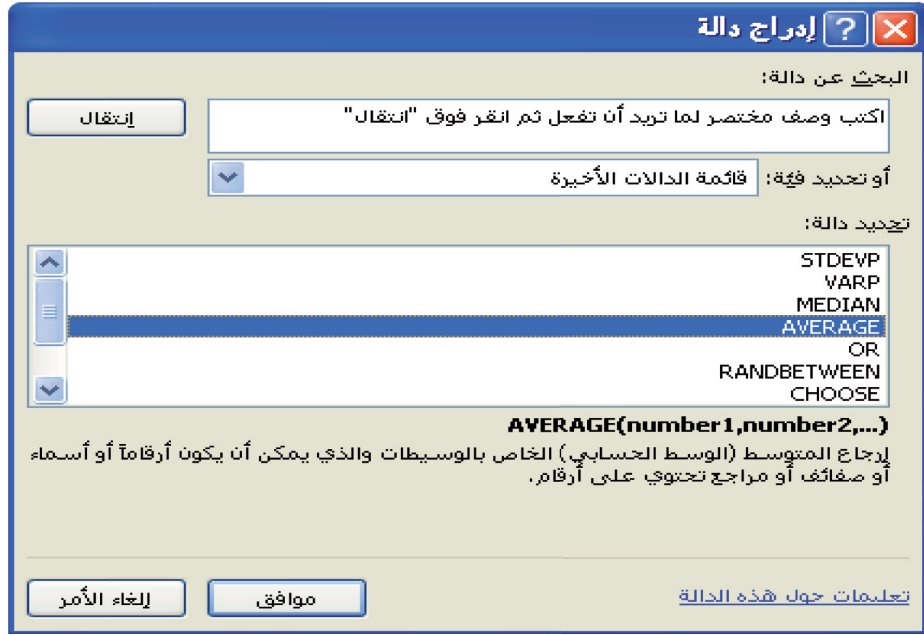 إدراج دالة ?
البحث عن دالة:
اكتب وصف مختصر لما تريد أن تفعل ثم انقر فوق "انتقال"
إنتقال
أو تحديد فئة: قائمة الدالات الأخيرة
تحديد دالة:
STDEVP
VARP
MEDIAN
AVERAGE
OR
RANDBETWEEN
CHOOSE
AVERAGE(number1,number2,...)
إرجاع المتوسط (الوسط الحسابي) الخاص بالوسيطات والذي يمكن أن يكون أرقاماً أو أسماء
أو صفائف أو مراجع تحتوي على أرقام.
تعليمات حول هذه الدالة
موافق
إلغاء الأمر